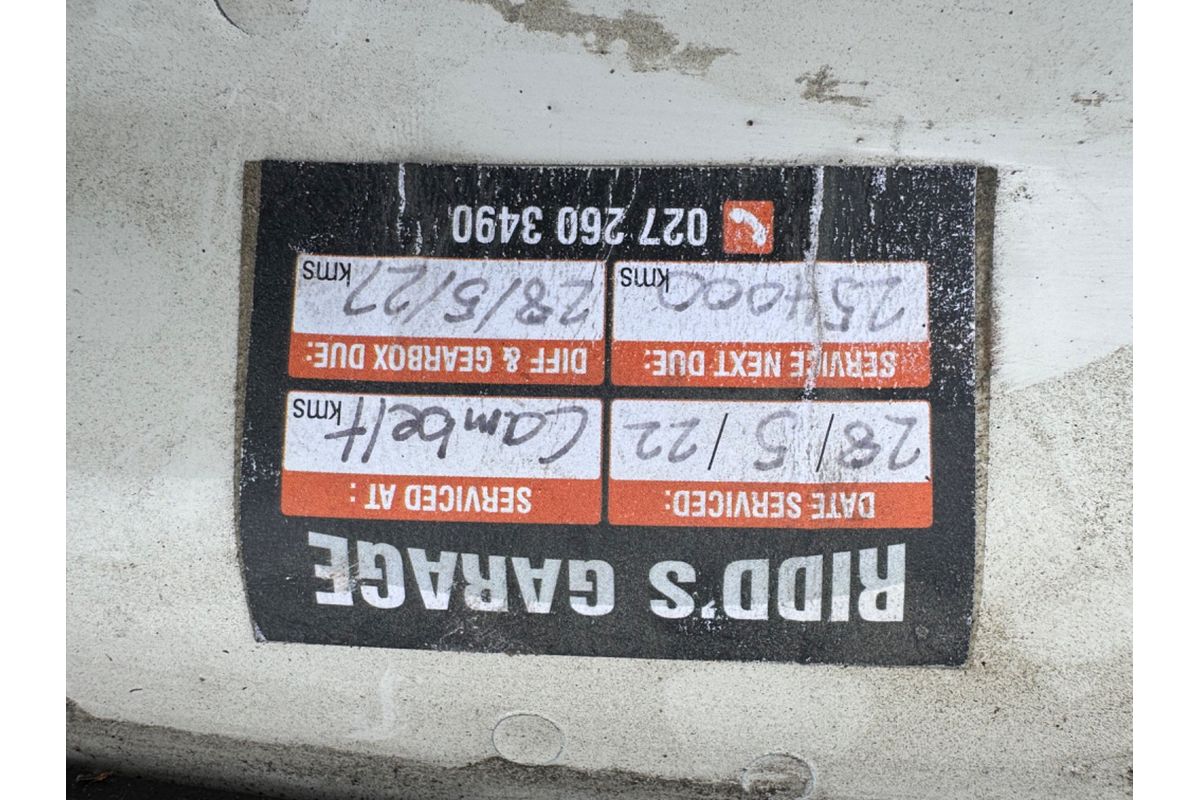 RIDD'S GARAGE
DATE SERVICED: SERVICED AT :
28 / 5 / 22 Cambelt kms
SERVICE NEXT DUE: DIFF & GEARBOX DUE:
254000 kms 28/5/27 kms
027 260 3490